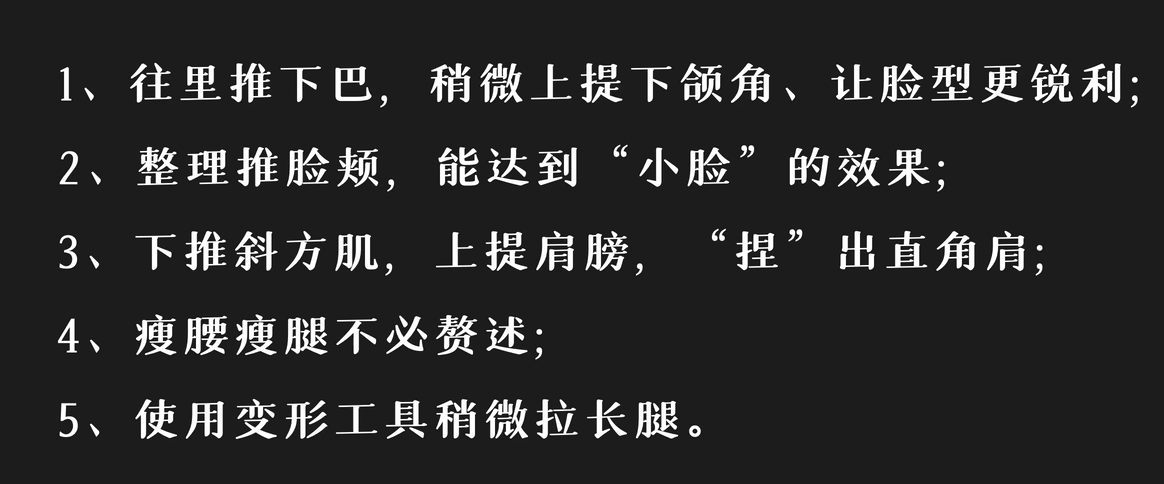 1、往里推下巴，稍微上提下颌角、让脸型更锐利；
2、整理推脸颊，能达到“小脸”的效果；
3、下推斜方肌，上提肩膀，“捏”出直角肩；
4、瘦腰瘦腿不必赘述；
5、使用变形工具稍微拉长腿。